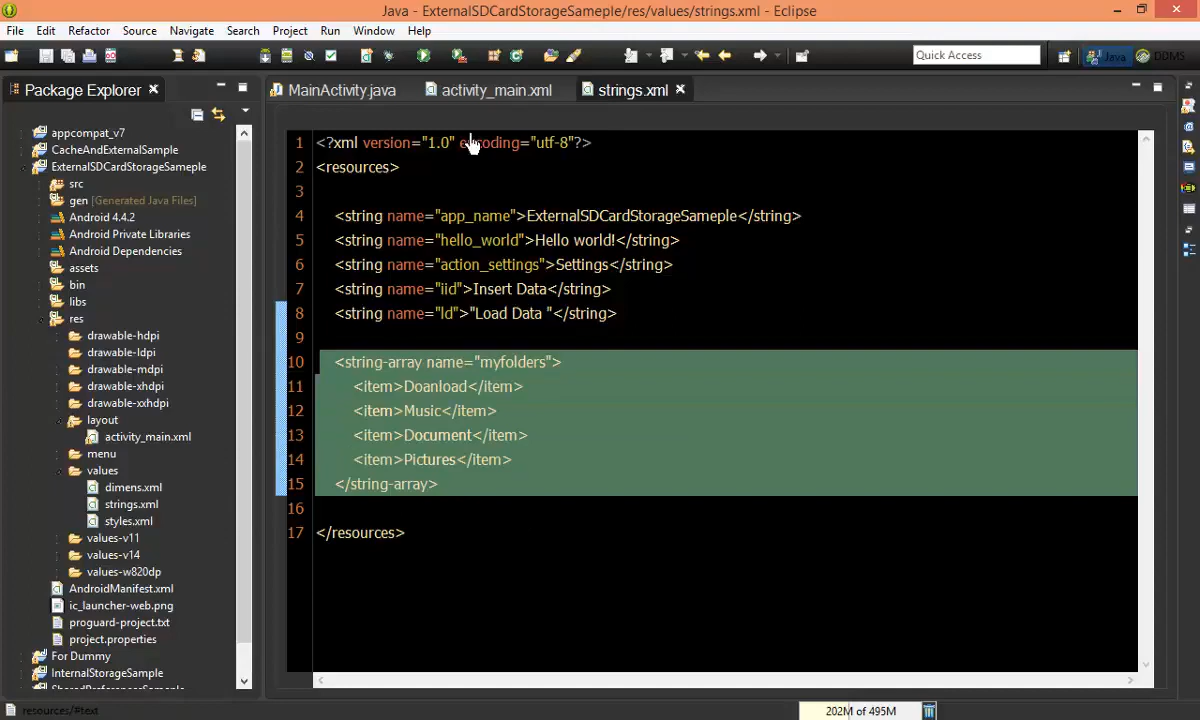 Java - ExternalSDCardStorageSameple/res/values/strings.xml - Eclipse
File Edit Refactor Source Navigate Search Project Run Window Help
Quick Access
Java
DDMS
Package Explorer
MainActivity.java
activity_main.xml
strings.xml
appcompat_v7
CacheAndExternalSample
ExternalSDCardStorageSameple
src
gen [Generated Java Files]
Android 4.4.2
Android Private Libraries
Android Dependencies
assets
bin
libs
res
drawable-hdpi
drawable-ldpi
drawable-mdpi
drawable-xhdpi
drawable-xxhdpi
layout
activity_main.xml
menu
values
dimens.xml
strings.xml
styles.xml
values-v11
values-v14
values-w820dp
AndroidManifest.xml
ic_launcher-web.png
proguard-project.txt
project.properties
For Dummy
InternalStorageSample
1 <?xml version="1.0" encoding="utf-8"?>
2 <resources>
3
4 <string name="app_name">ExternalSDCardStorageSameple</string>
5 <string name="hello_world">Hello world!</string>
6 <string name="action_settings">Settings</string>
7 <string name="iid">Insert Data</string>
8 <string name="ld">"Load Data "</string>
9
10 <string-array name="myfolders">
11 <item>Doanload</item>
12 <item>Music</item>
13 <item>Document</item>
14 <item>Pictures</item>
15 </string-array>
16
17 </resources>
resources/#text
202M of 495M